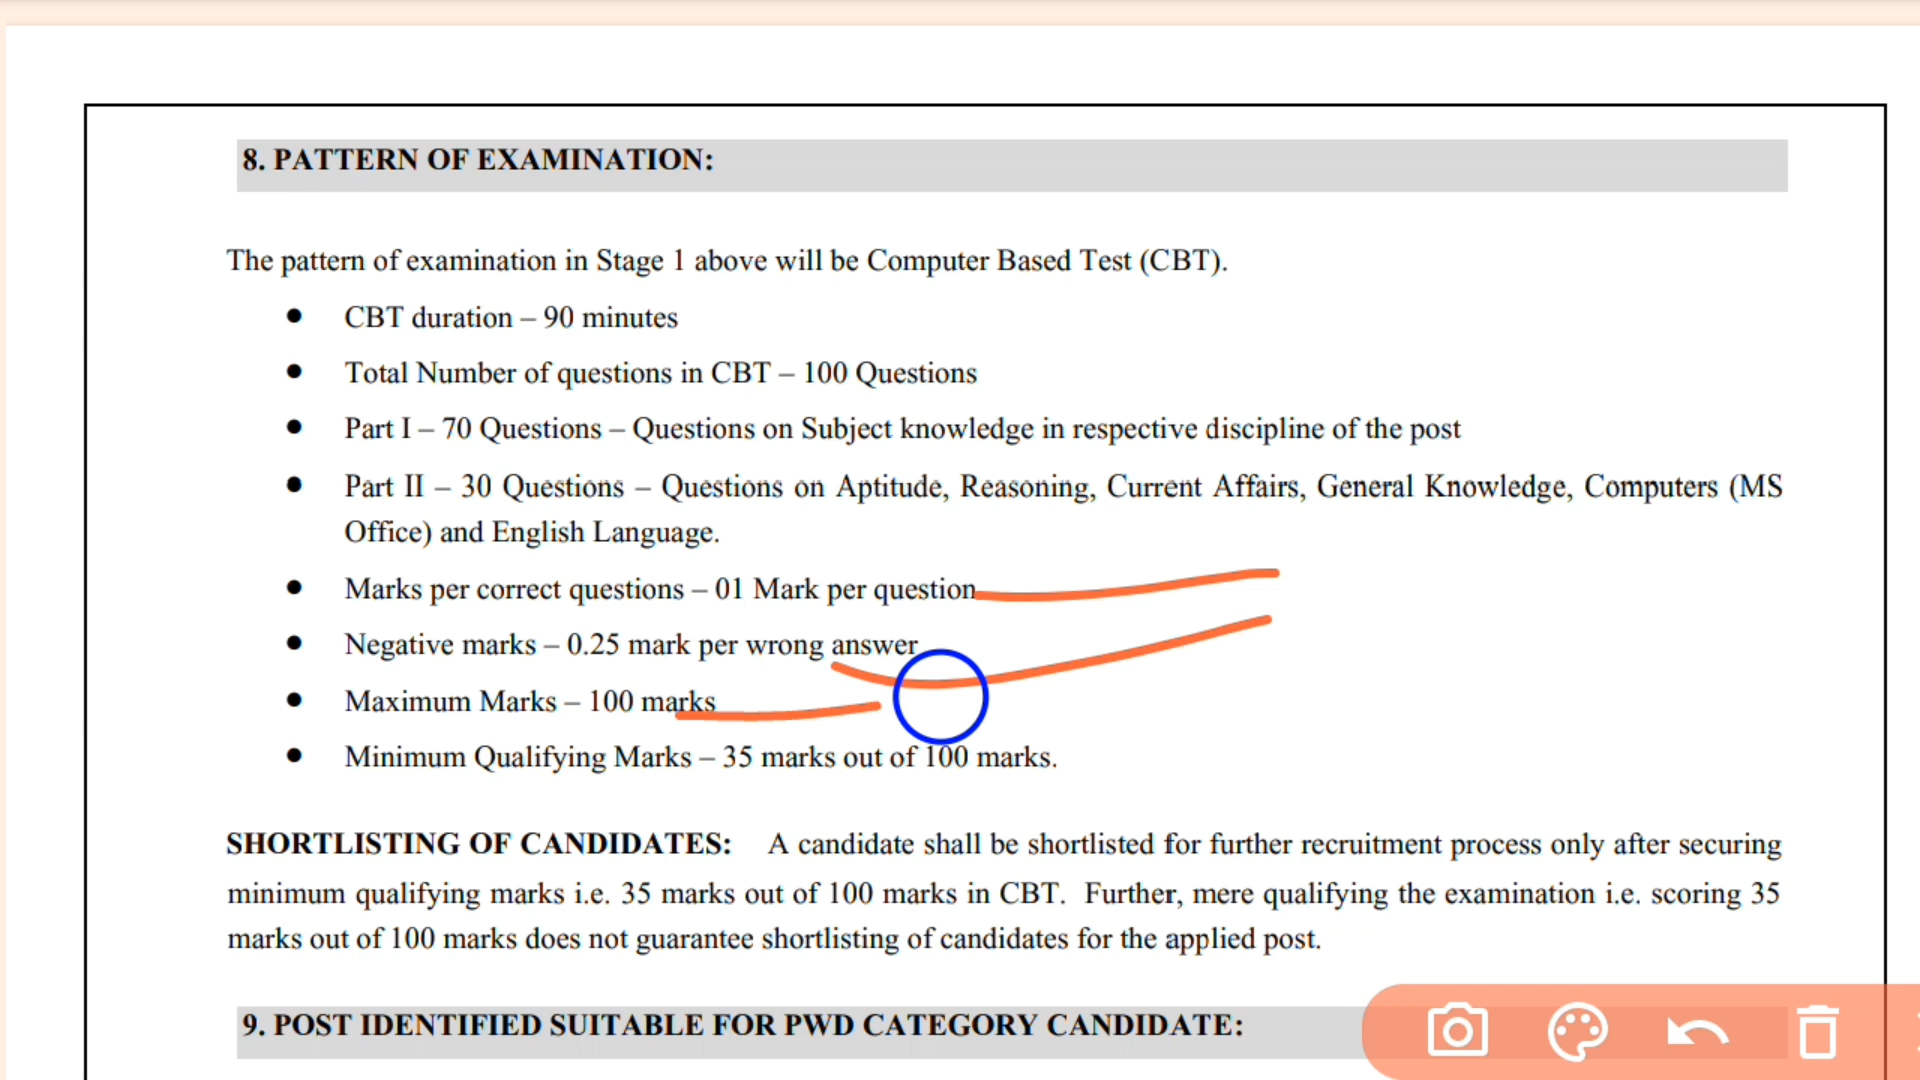 8. PATTERN OF EXAMINATION:
The pattern of examination in Stage 1 above will be Computer Based Test (CBT).
● CBT duration – 90 minutes
● Total Number of questions in CBT – 100 Questions
● Part I – 70 Questions – Questions on Subject knowledge in respective discipline of the post
● Part II – 30 Questions – Questions on Aptitude, Reasoning, Current Affairs, General Knowledge, Computers (MS
Office) and English Language.
● Marks per correct questions – 01 Mark per question
● Negative marks – 0.25 mark per wrong answer
● Maximum Marks – 100 marks
● Minimum Qualifying Marks – 35 marks out of 100 marks.
SHORTLISTING OF CANDIDATES: A candidate shall be shortlisted for further recruitment process only after securing
minimum qualifying marks i.e. 35 marks out of 100 marks in CBT. Further, mere qualifying the examination i.e. scoring 35
marks out of 100 marks does not guarantee shortlisting of candidates for the applied post.
9. POST IDENTIFIED SUITABLE FOR PWD CATEGORY CANDIDATE: